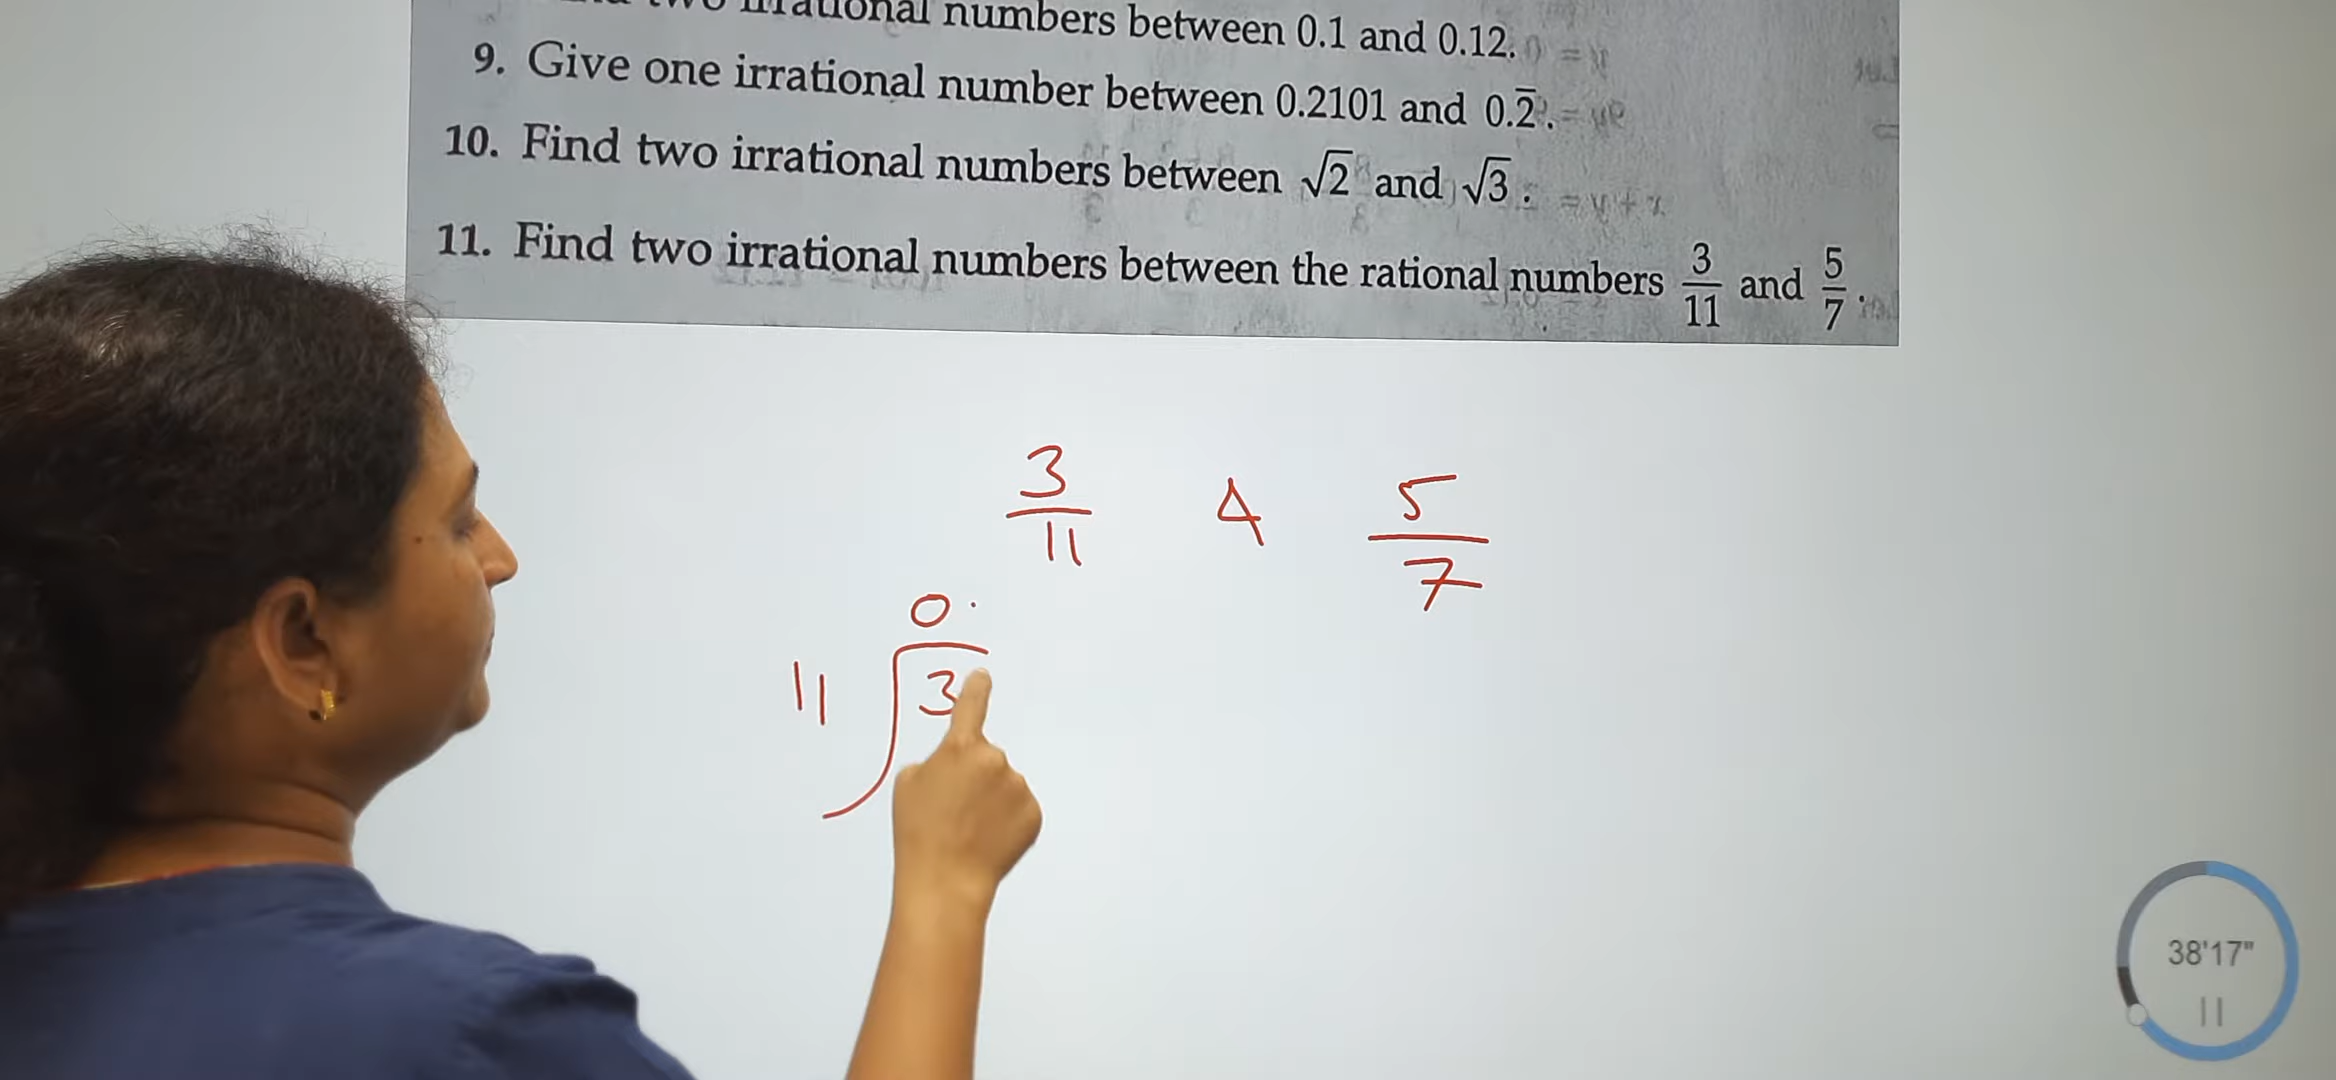 two irrational numbers between 0.1 and 0.12.
9. Give one irrational number between 0.2101 and 0.2̅.
10. Find two irrational numbers between √2 and √3.
11. Find two irrational numbers between the rational numbers 3/11 and 5/7.
3/11 & 5/7
0.
11 3
38'17"